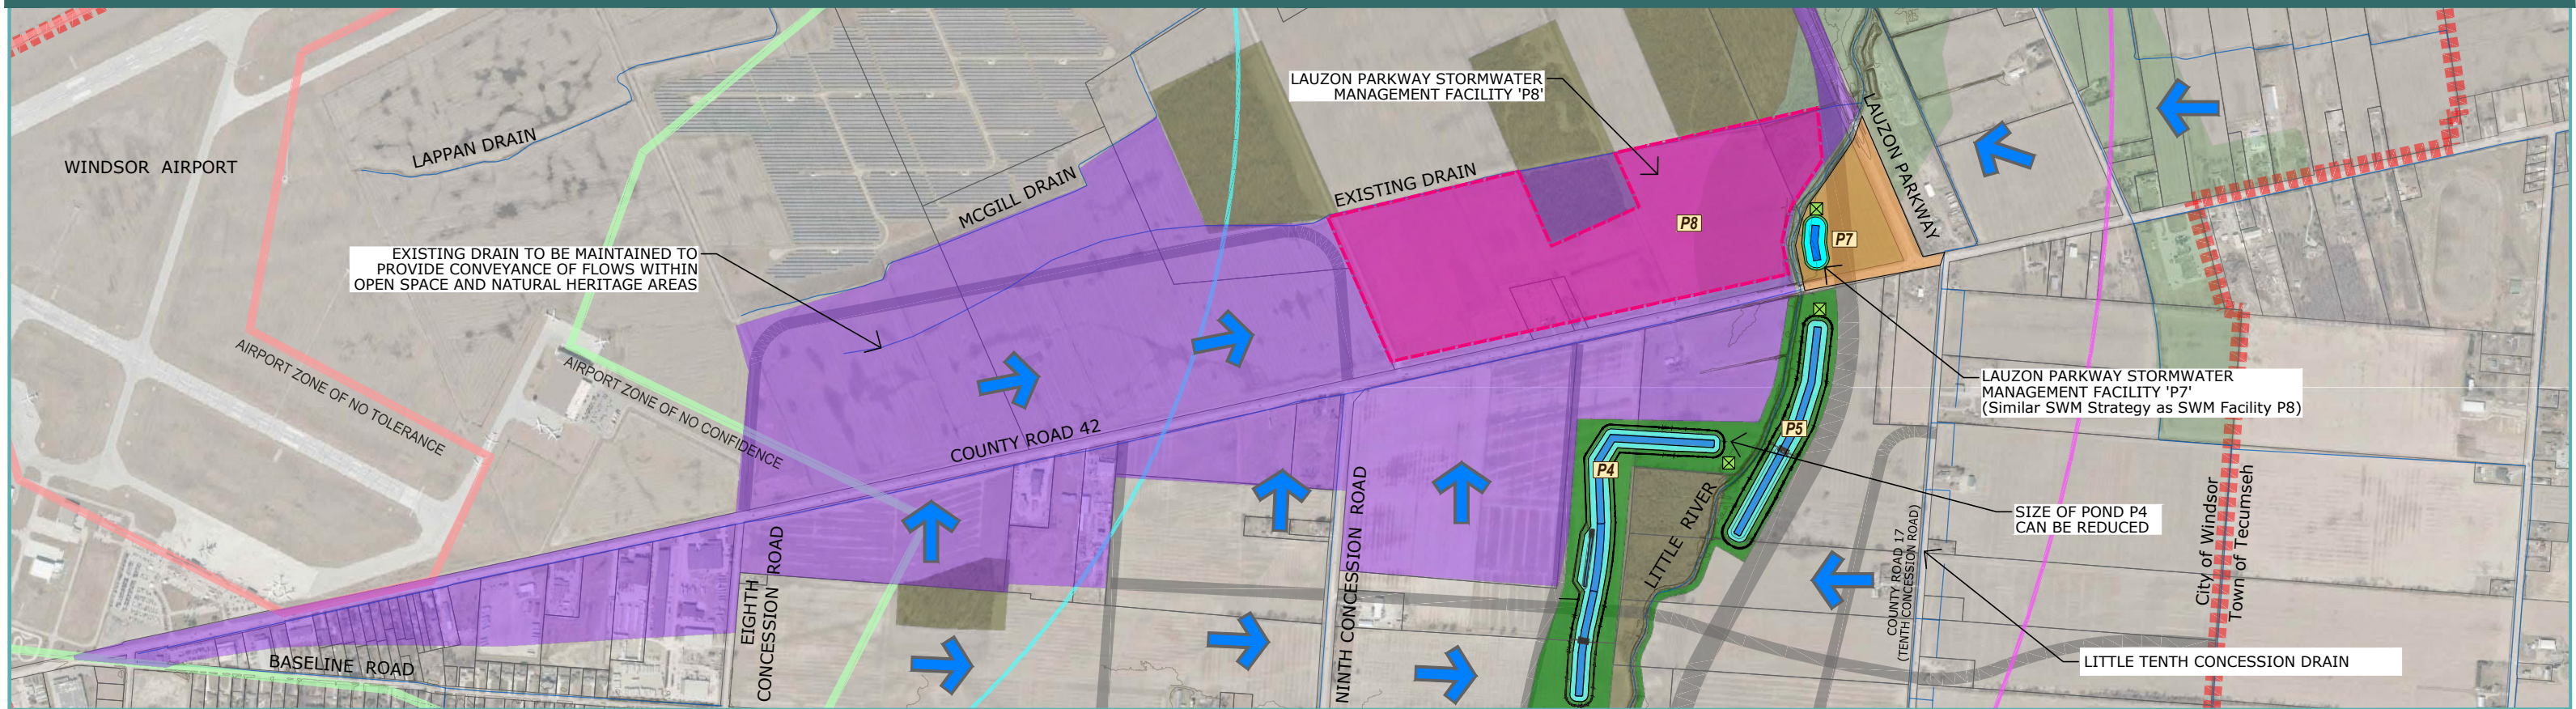 WINDSOR AIRPORT
LAPPAN DRAIN
LAUZON PARKWAY STORMWATER
MANAGEMENT FACILITY 'P8'
MCGILL DRAIN
EXISTING DRAIN
LAUZON PARKWAY
P8
P7
EXISTING DRAIN TO BE MAINTAINED TO
PROVIDE CONVEYANCE OF FLOWS WITHIN
OPEN SPACE AND NATURAL HERITAGE AREAS
AIRPORT ZONE OF NO TOLERANCE
AIRPORT ZONE OF NO CONFIDENCE
LAUZON PARKWAY STORMWATER
MANAGEMENT FACILITY 'P7'
(Similar SWM Strategy as SWM Facility P8)
COUNTY ROAD 42
P5
P4
SIZE OF POND P4
CAN BE REDUCED
EIGHTH
CONCESSION ROAD
NINTH CONCESSION ROAD
LITTLE RIVER
COUNTY ROAD 17
(TENTH CONCESSION ROAD)
City of Windsor
Town of Tecumseh
LITTLE TENTH CONCESSION DRAIN
BASELINE ROAD